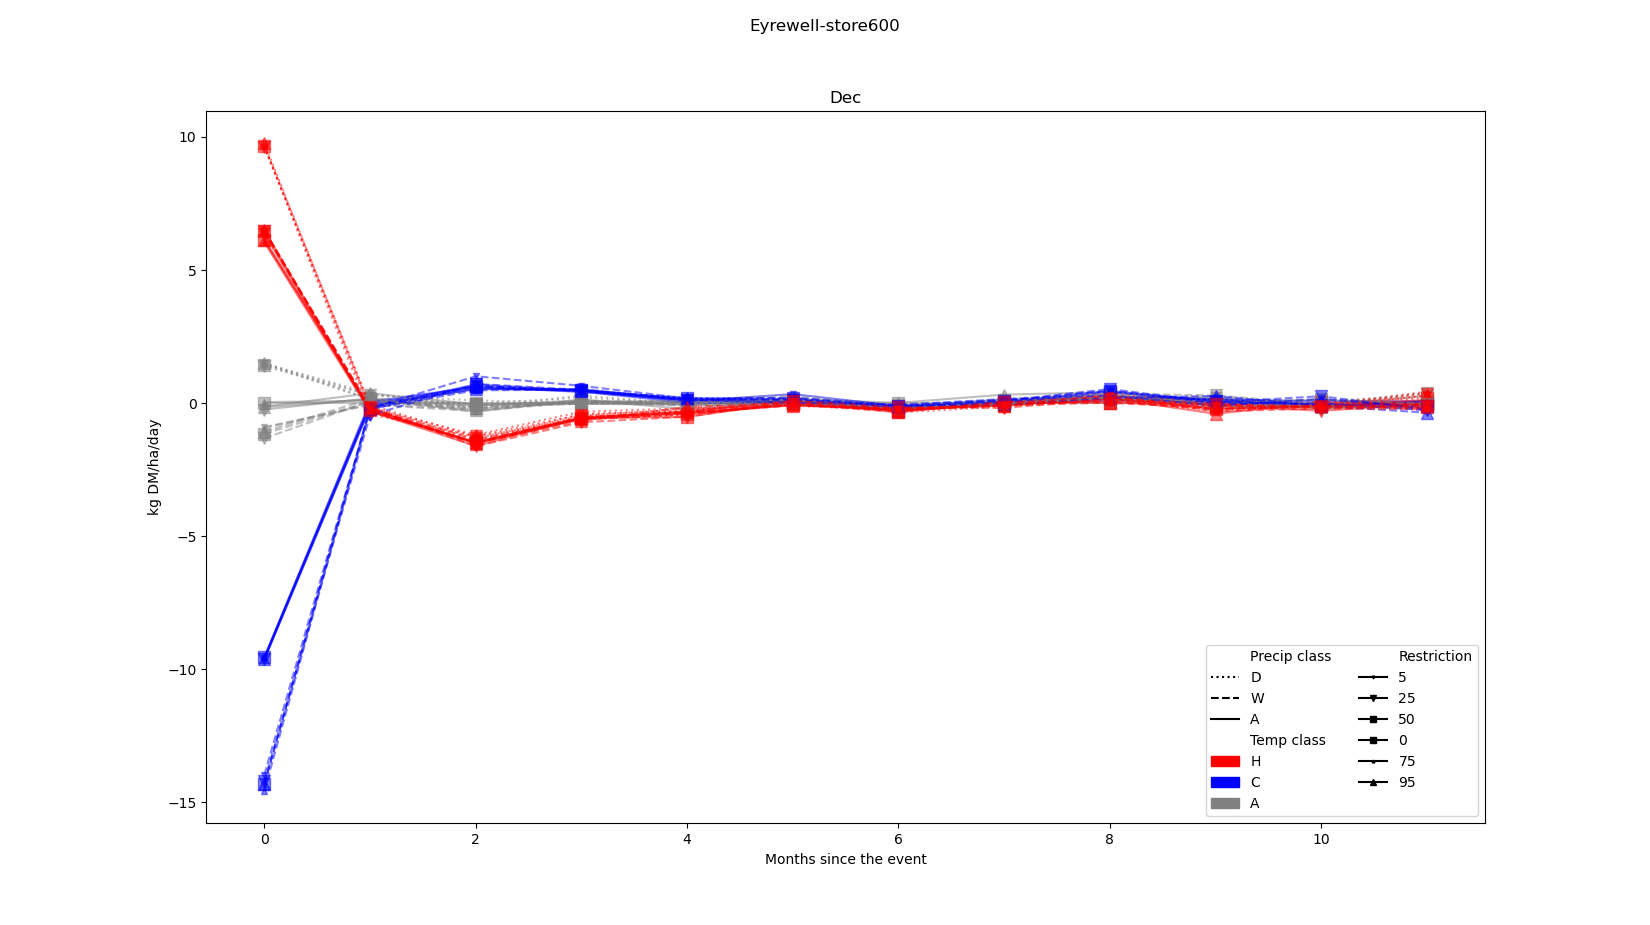 Eyrewell-store600
Dec
kg DM/ha/day
10
5
0
−5
−10
−15
0 2 4 6 8 10
Months since the event
Precip class
D
W
A
Temp class
H
C
A
Restriction
5
25
50
0
75
95